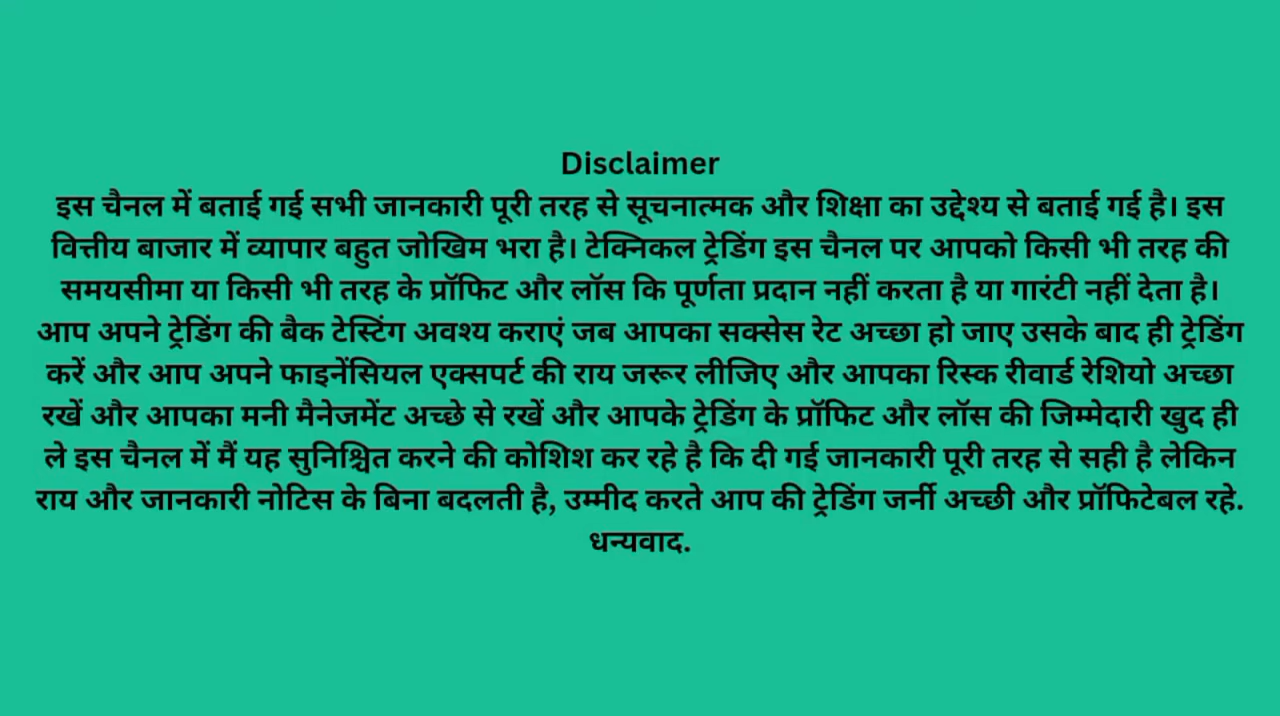 Disclaimer
इस चैनल में बताई गई सभी जानकारी पूरी तरह से सूचनात्मक और शिक्षा का उद्देश्य से बताई गई है। इस
वित्तीय बाजार में व्यापार बहुत जोखिम भरा है। टेक्निकल ट्रेडिंग इस चैनल पर आपको किसी भी तरह की
समयसीमा या किसी भी तरह के प्रॉफिट और लॉस कि पूर्णता प्रदान नहीं करता है या गारंटी नहीं देता है।
आप अपने ट्रेडिंग की बैक टेस्टिंग अवश्य कराएं जब आपका सक्सेस रेट अच्छा हो जाए उसके बाद ही ट्रेडिंग
करें और आप अपने फाइनेंसियल एक्सपर्ट की राय जरूर लीजिए और आपका रिस्क रीवार्ड रेशियो अच्छा
रखें और आपका मनी मैनेजमेंट अच्छे से रखें और आपके ट्रेडिंग के प्रॉफिट और लॉस की जिम्मेदारी खुद ही
ले इस चैनल में मैं यह सुनिश्चित करने की कोशिश कर रहे है कि दी गई जानकारी पूरी तरह से सही है लेकिन
राय और जानकारी नोटिस के बिना बदलती है, उम्मीद करते आप की ट्रेडिंग जर्नी अच्छी और प्रॉफिटेबल रहे.
धन्यवाद.